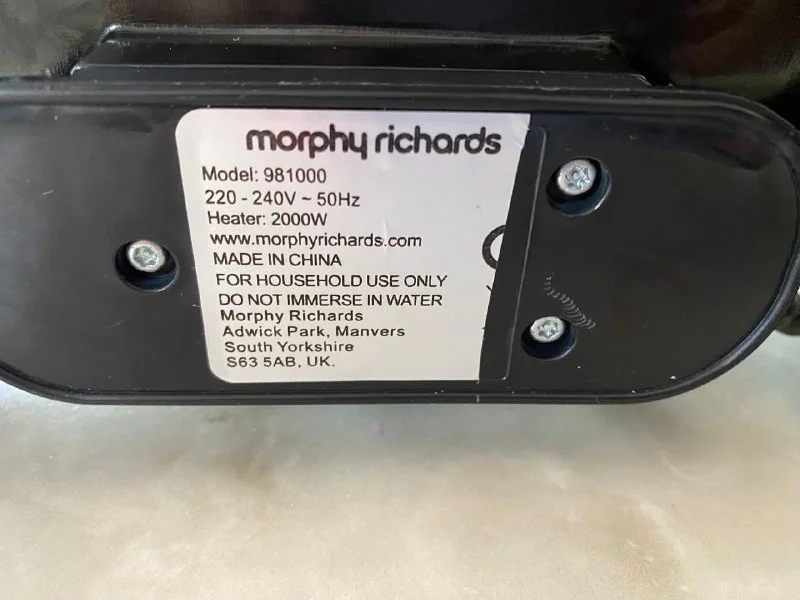 morphy richards
Model: 981000
220 - 240V ~ 50Hz
Heater: 2000W
www.morphyrichards.com
MADE IN CHINA
FOR HOUSEHOLD USE ONLY
DO NOT IMMERSE IN WATER
Morphy Richards
Adwick Park, Manvers
South Yorkshire
S63 5AB, UK.